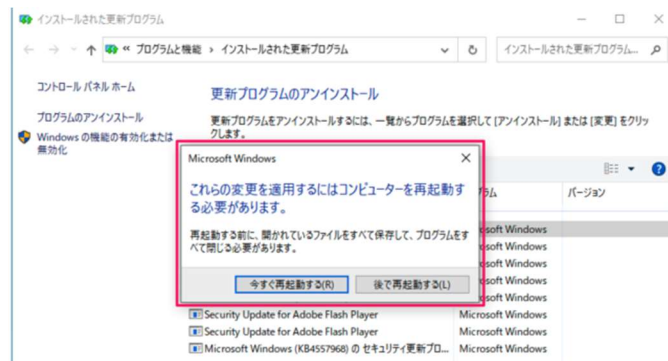 インストールされた更新プログラム
« プログラムと機能 › インストールされた更新プログラム
インストールされた更新プログラム...
コントロール パネル ホーム
プログラムのアンインストール
Windows の機能の有効化または
無効化
更新プログラムのアンインストール
更新プログラムをアンインストールするには、一覧からプログラムを選択して [アンインストール] または [変更] をクリッ
クします。
Microsoft Windows
これらの変更を適用するにはコンピューターを再起動す
る必要があります。
再起動する前に、開かれているファイルをすべて保存して、プログラムをす
べて閉じる必要があります。
今すぐ再起動する(R) 後で再起動する(L)
バージョン
Microsoft Windows
Security Update for Adobe Flash Player Microsoft Windows
Security Update for Adobe Flash Player Microsoft Windows
Microsoft Windows (KB4557968) の セキュリティ更新プロ... Microsoft Windows